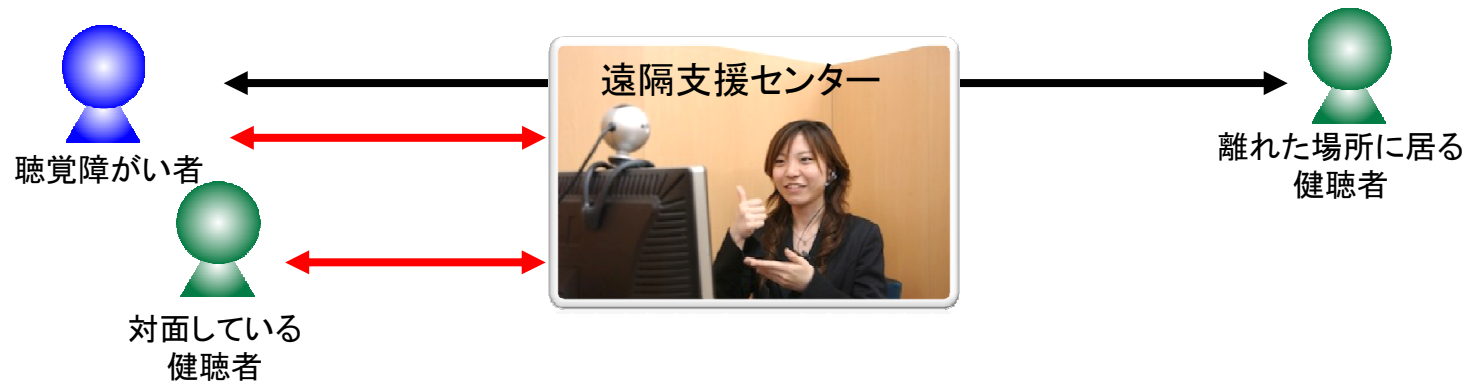 遠隔支援センター
聴覚障がい者
離れた場所に居る
健聴者
対面している
健聴者